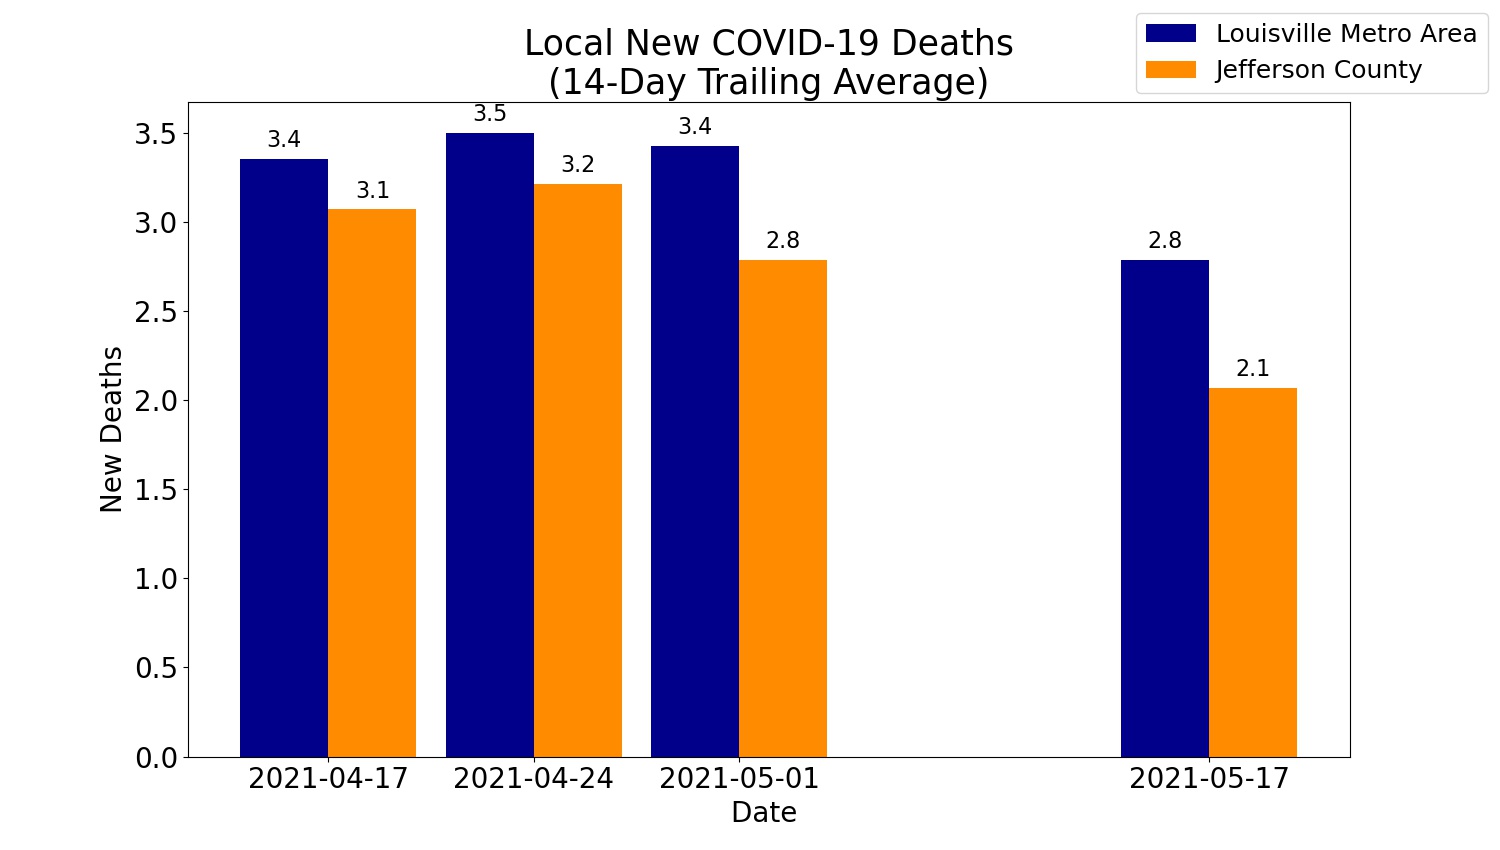 Local New COVID-19 Deaths
(14-Day Trailing Average)
Louisville Metro Area
Jefferson County
3.4
3.1
3.5
3.2
3.4
2.8
2.8
2.1
3.5
3.0
2.5
2.0
1.5
1.0
0.5
0.0
New Deaths
2021-04-17 2021-04-24 2021-05-01 2021-05-17
Date